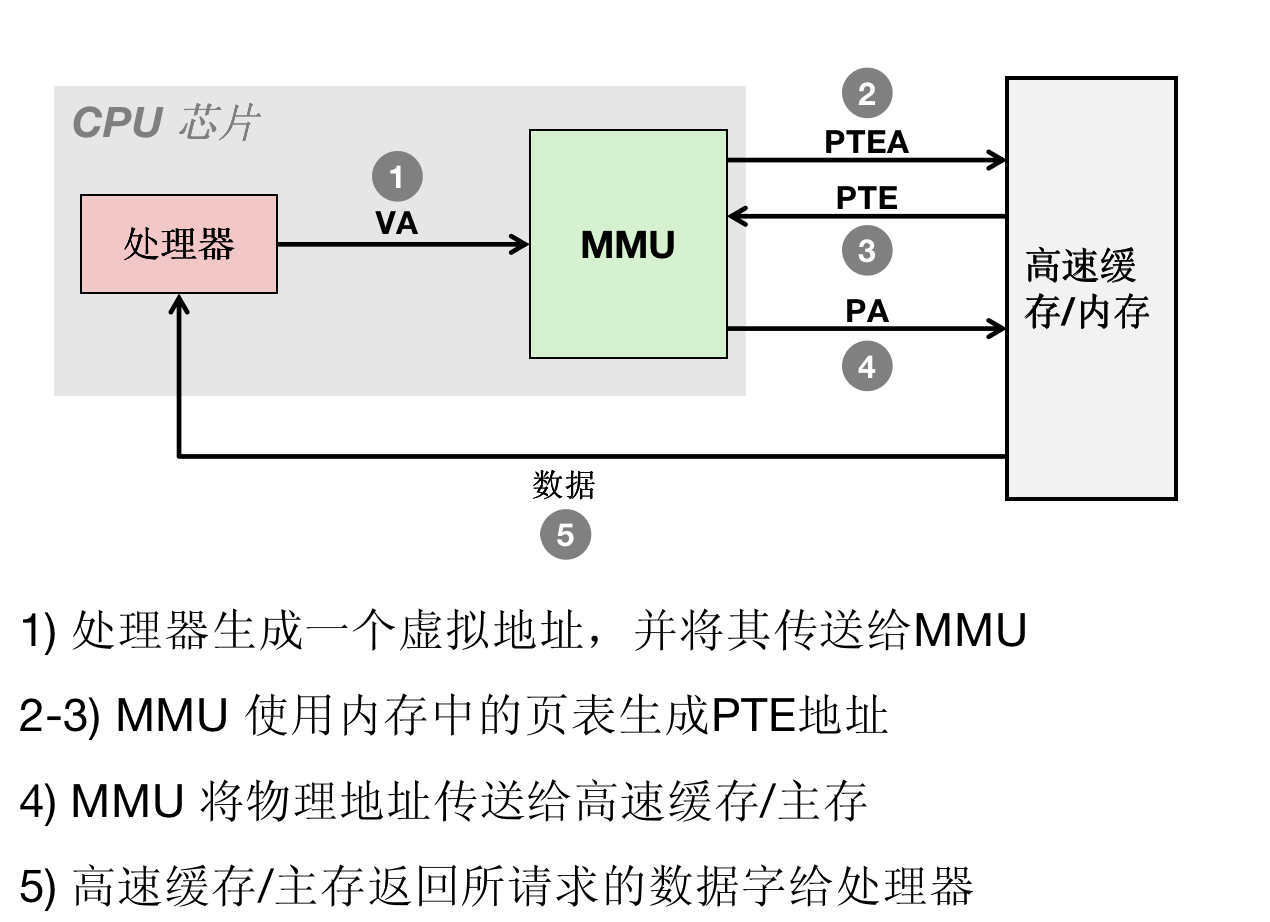 CPU 芯片
2
PTEA
1
VA
PTE
处理器
MMU
3
高速缓
存/内存
PA
4
数据
5
1) 处理器生成一个虚拟地址，并将其传送给MMU
2-3) MMU 使用内存中的页表生成PTE地址
4) MMU 将物理地址传送给高速缓存/主存
5) 高速缓存/主存返回所请求的数据字给处理器